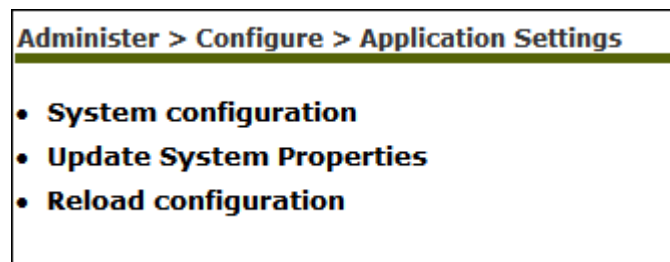 Administer > Configure > Application Settings
• System configuration
• Update System Properties
• Reload configuration